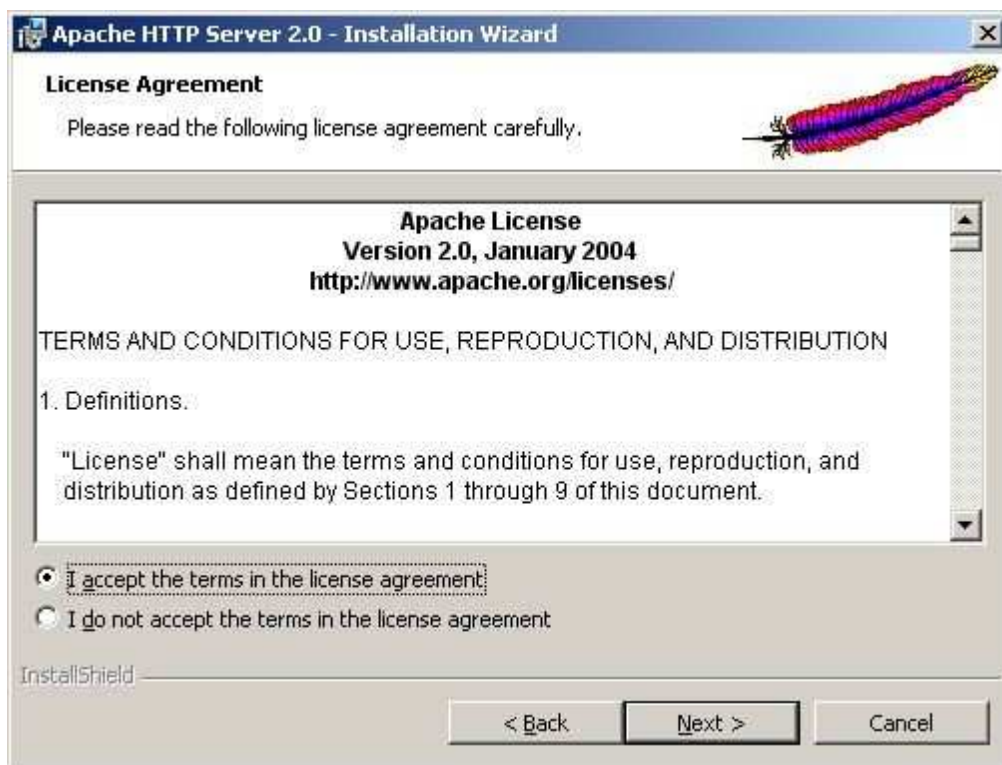 Apache HTTP Server 2.0 - Installation Wizard
License Agreement
Please read the following license agreement carefully.
Apache License
Version 2.0, January 2004
http://www.apache.org/licenses/
TERMS AND CONDITIONS FOR USE, REPRODUCTION, AND DISTRIBUTION
1. Definitions.
"License" shall mean the terms and conditions for use, reproduction, and
distribution as defined by Sections 1 through 9 of this document.
I accept the terms in the license agreement
I do not accept the terms in the license agreement
InstallShield
< Back
Next >
Cancel